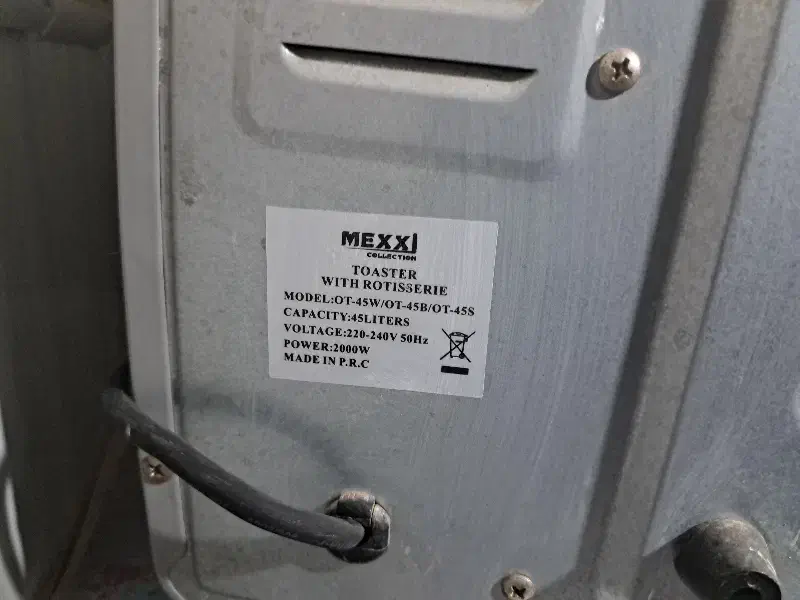 MEXXI
COLLECTION
TOASTER
WITH ROTISSERIE
MODEL:OT-45W/OT-45B/OT-45S
CAPACITY:45LITERS
VOLTAGE:220-240V 50Hz
POWER:2000W
MADE IN P.R.C